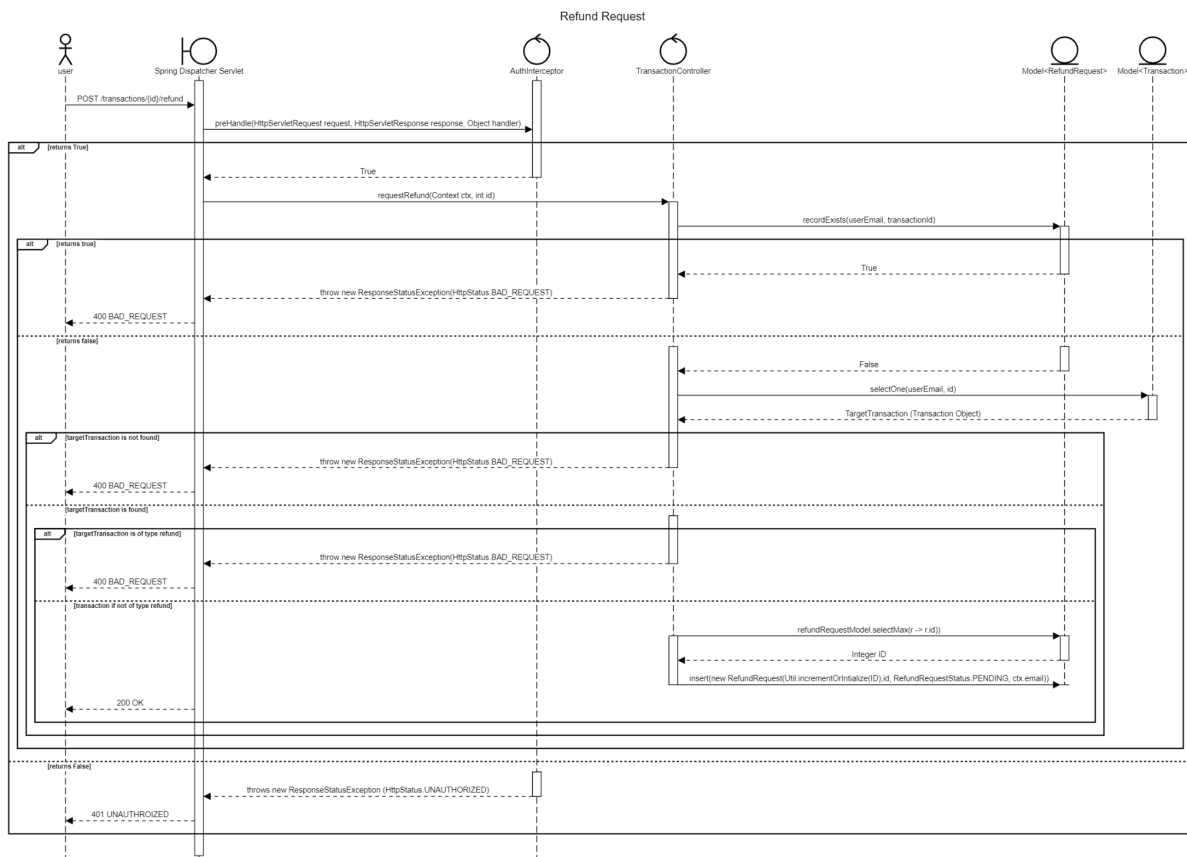 Refund Request
user
Spring Dispatcher Servlet
AuthInterceptor
TransactionController
Model<RefundRequest>
Model<Transaction>
POST /transactions/{id}/refund
preHandle(HttpServletRequest request, HttpServletResponse response, Object handler)
alt [returns True]
True
requestRefund(Context ctx, int id)
recordExists(userEmail, transactionId)
alt [returns true]
True
throw new ResponseStatusException(HttpStatus.BAD_REQUEST)
400 BAD_REQUEST
[returns false]
False
selectOne(userEmail, id)
TargetTransaction (Transaction Object)
alt [targetTransaction is not found]
throw new ResponseStatusException(HttpStatus.BAD_REQUEST)
400 BAD_REQUEST
[targetTransaction is found]
alt [targetTransaction is of type refund]
throw new ResponseStatusException(HttpStatus.BAD_REQUEST)
400 BAD_REQUEST
[transaction if not of type refund]
refundRequestModel.selectMax(r -> r.id))
Integer ID
insert(new RefundRequest(Util.incrementOrIntialize(ID),id, RefundRequestStatus.PENDING, ctx.email))
200 OK
[returns False]
throws new ResponseStatusException (HttpStatus.UNAUTHORIZED)
401 UNAUTHROIZED